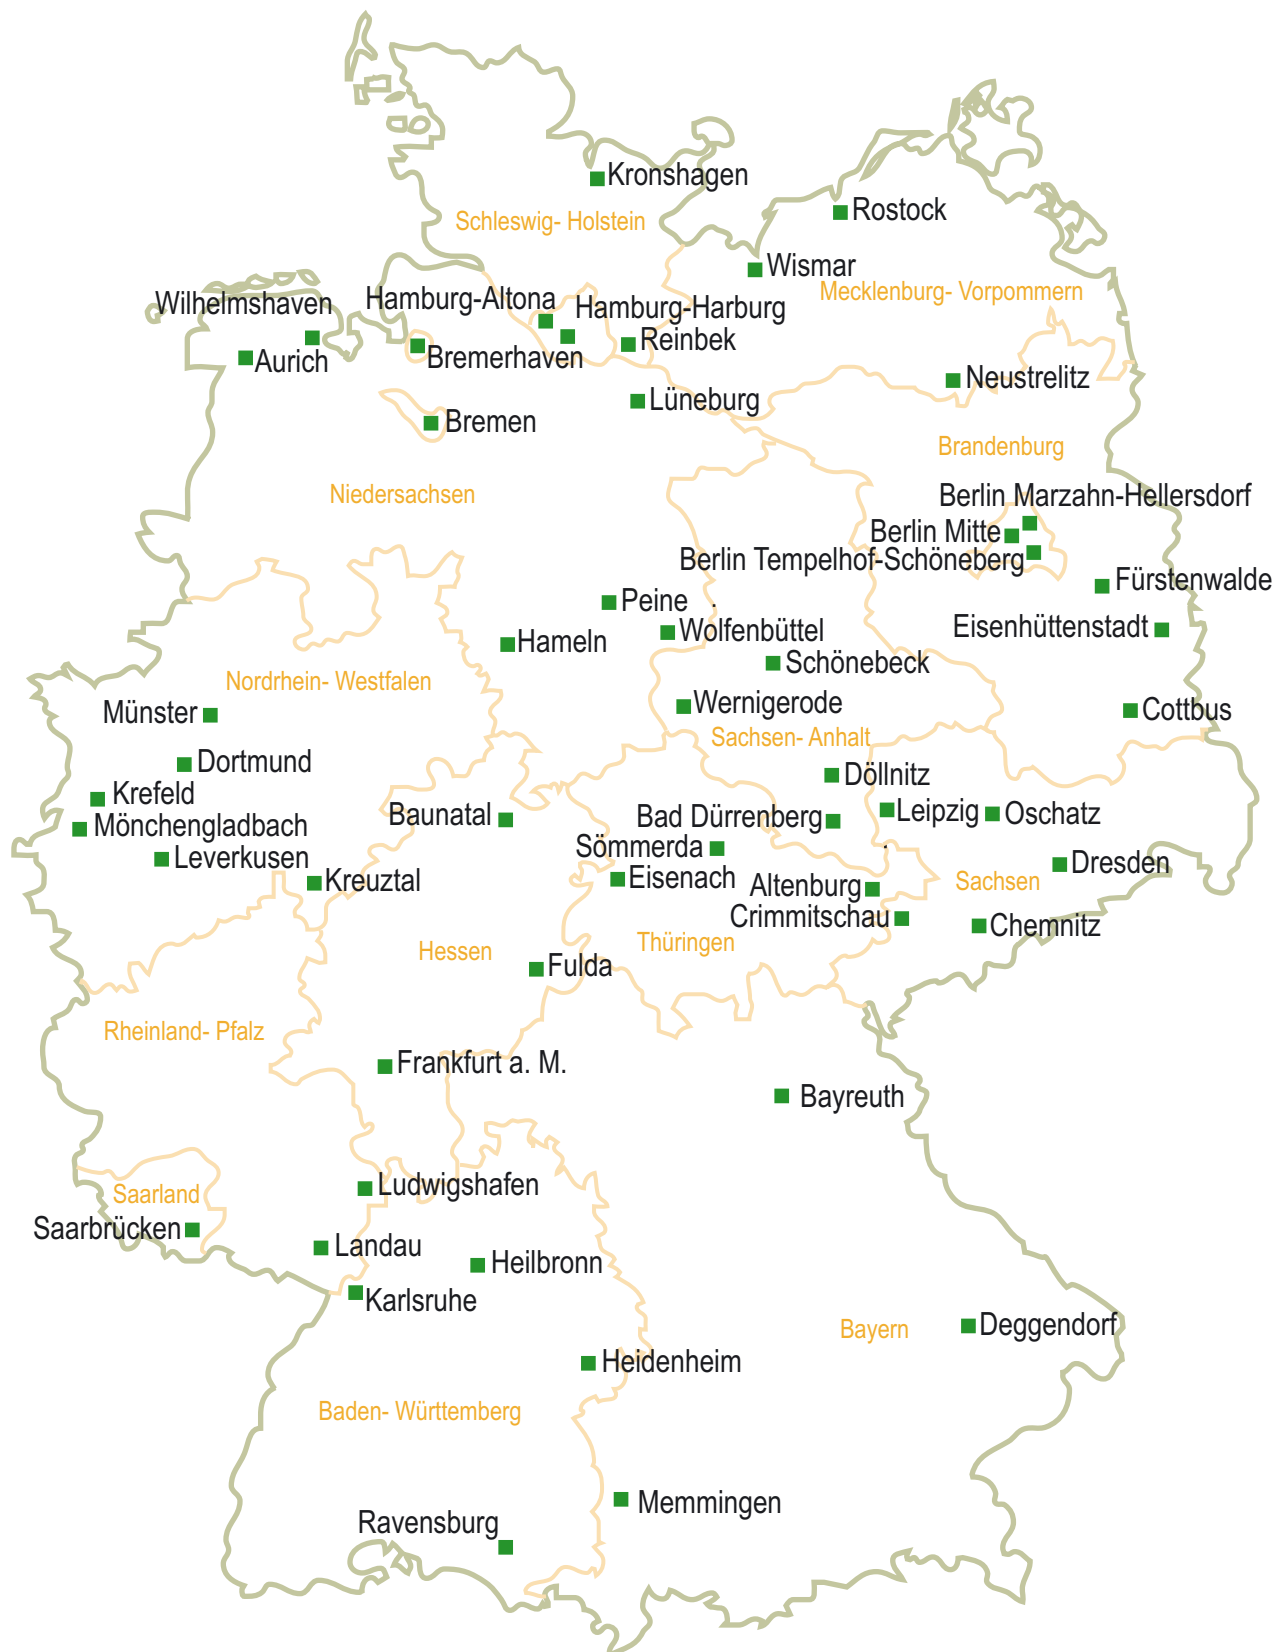 Kronshagen
Rostock
Schleswig- Holstein
Wismar
Mecklenburg- Vorpommern
Wilhelmshaven
Hamburg-Altona
Hamburg-Harburg
Reinbek
Aurich
Bremerhaven
Neustrelitz
Lüneburg
Bremen
Brandenburg
Niedersachsen
Berlin Marzahn-Hellersdorf
Berlin Mitte
Berlin Tempelhof-Schöneberg
Fürstenwalde
Peine
Wolfenbüttel
Eisenhüttenstadt
Hameln
Schönebeck
Nordrhein- Westfalen
Wernigerode
Münster
Cottbus
Sachsen- Anhalt
Dortmund
Döllnitz
Krefeld
Baunatal
Bad Dürrenberg
Leipzig
Oschatz
Mönchengladbach
Sömmerda
Leverkusen
Dresden
Kreuztal
Eisenach
Altenburg
Sachsen
Crimmitschau
Chemnitz
Hessen
Thüringen
Fulda
Rheinland- Pfalz
Frankfurt a. M.
Bayreuth
Ludwigshafen
Saarland
Saarbrücken
Landau
Heilbronn
Karlsruhe
Bayern
Deggendorf
Heidenheim
Baden- Württemberg
Memmingen
Ravensburg